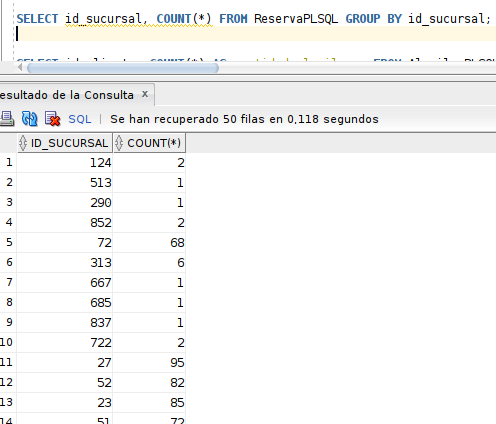 SELECT id_sucursal, COUNT(*) FROM ReservaPLSQL GROUP BY id_sucursal;
esultado de la Consulta x
SQL | Se han recuperado 50 filas en 0,118 segundos
ID_SUCURSAL COUNT(*)
1 124 2
2 513 1
3 290 1
4 852 2
5 72 68
6 313 6
7 667 1
8 685 1
9 837 1
10 722 2
11 27 95
12 52 82
13 23 85
14 51 72